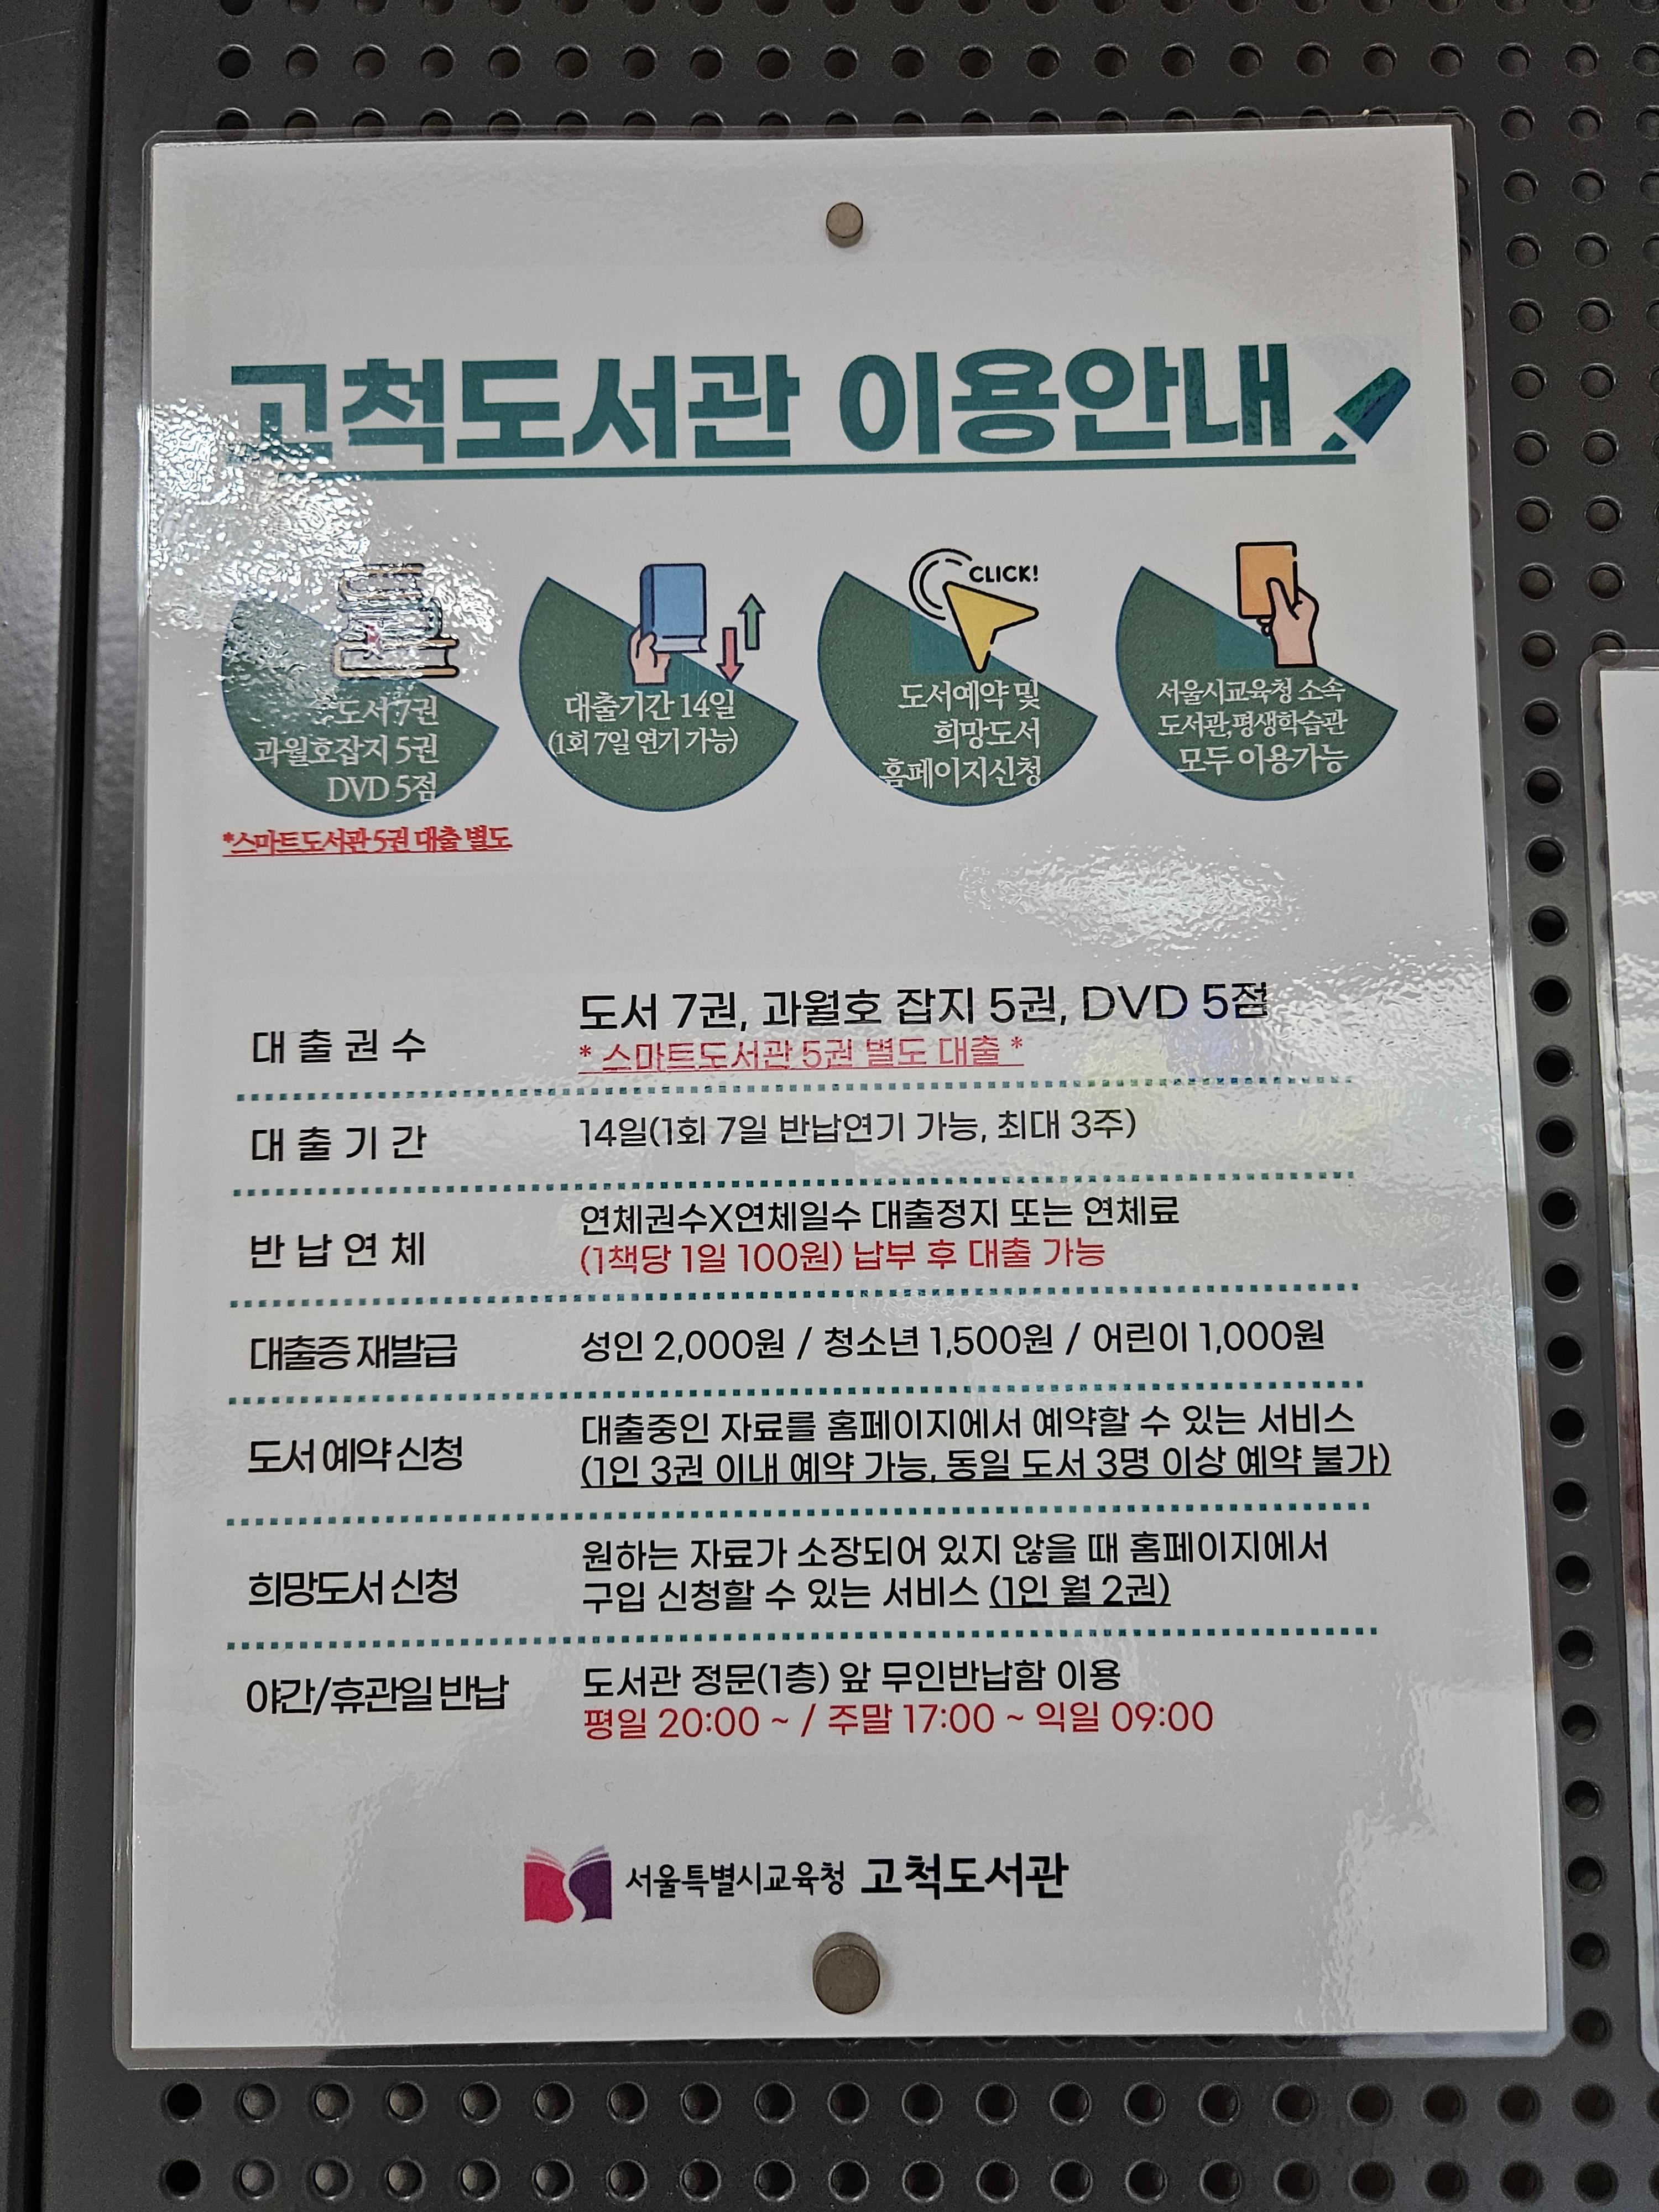 고척도서관 이용안내
도서 7권
과월호잡지 5권
DVD 5점
*스마트도서관 5권 대출 별도
대출기간 14일
(1회 7일 연기 가능)
CLICK!
도서예약 및
희망도서
홈페이지신청
서울시교육청 소속
도서관,평생학습관
모두 이용가능
대출권수
도서 7권, 과월호 잡지 5권, DVD 5점
* 스마트도서관 5권 별도 대출 *
대출기간
14일(1회 7일 반납연기 가능, 최대 3주)
반납연체
연체권수X연체일수 대출정지 또는 연체료
(1책당 1일 100원) 납부 후 대출 가능
대출증 재발급
성인 2,000원 / 청소년 1,500원 / 어린이 1,000원
도서 예약 신청
대출중인 자료를 홈페이지에서 예약할 수 있는 서비스
(1인 3권 이내 예약 가능, 동일 도서 3명 이상 예약 불가)
희망도서 신청
원하는 자료가 소장되어 있지 않을 때 홈페이지에서
구입 신청할 수 있는 서비스 (1인 월 2권)
야간/휴관일 반납
도서관 정문(1층) 앞 무인반납함 이용
평일 20:00 ~ / 주말 17:00 ~ 익일 09:00
서울특별시교육청 고척도서관